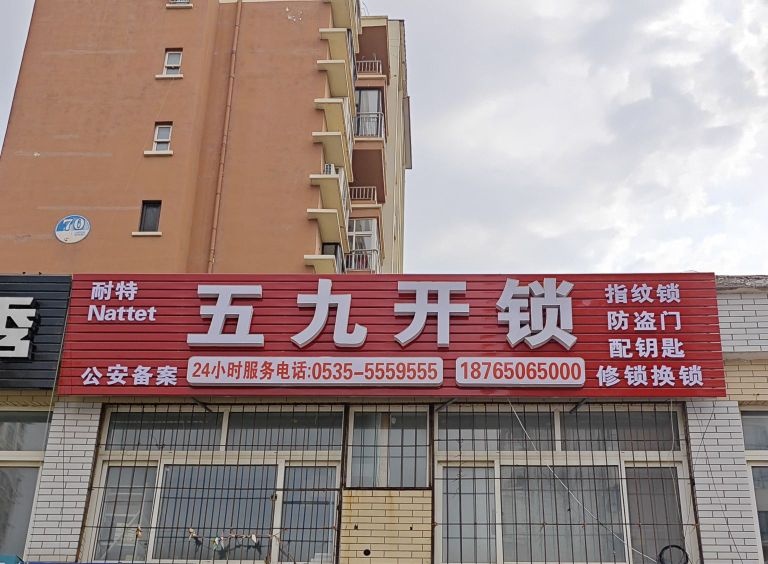 70
耐特
Nattet
公安备案
五九开锁
24小时服务电话:0535-5559555
18765065000
指纹锁
防盗门
配钥匙
修锁换锁